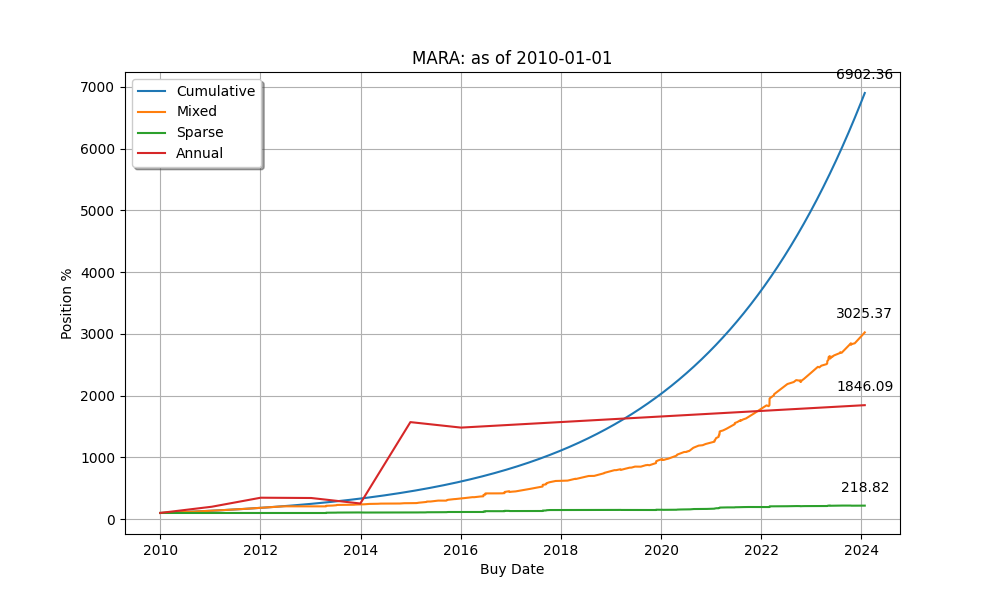 MARA: as of 2010-01-01
6902.36
7000
Cumulative
Mixed
Sparse
Annual
6000
5000
4000
3025.37
3000
1846.09
2000
1000
218.82
0
Position %
2010 2012 2014 2016 2018 2020 2022 2024
Buy Date